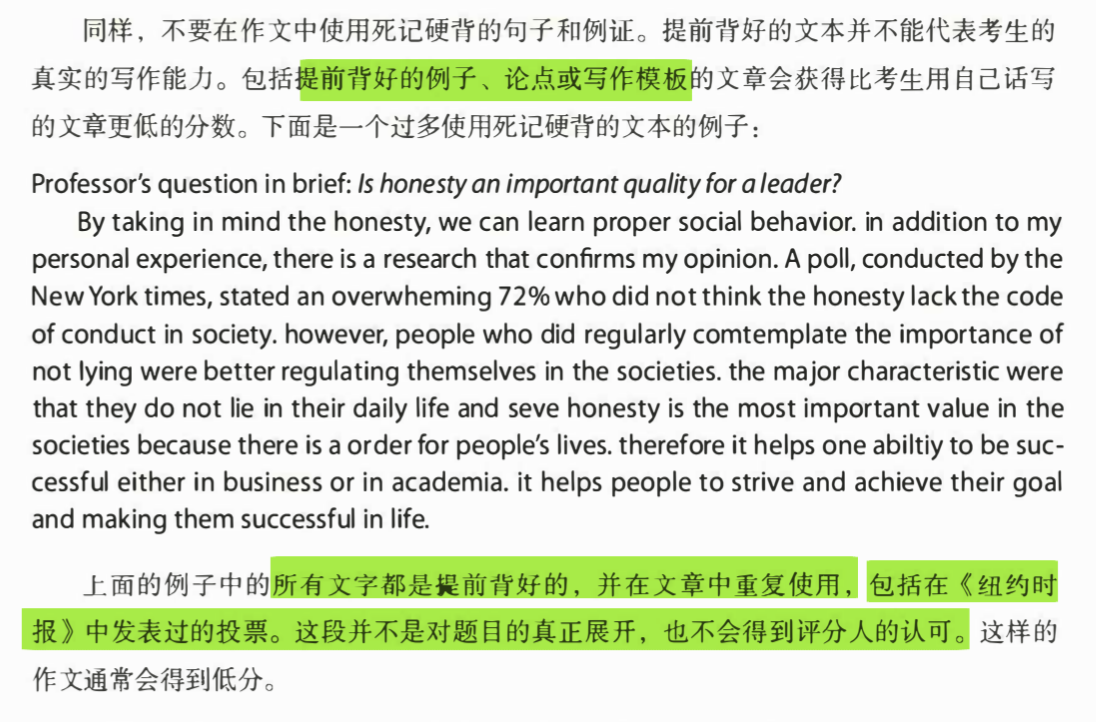 同样，不要在作文中使用死记硬背的句子和例证。提前背好的文本并不能代表考生的
真实的写作能力。包括提前背好的例子、论点或写作模板的文章会获得比考生用自己话写
的文章更低的分数。下面是一个过多使用死记硬背的文本的例子：
Professor’s question in brief: Is honesty an important quality for a leader?
By taking in mind the honesty, we can learn proper social behavior. in addition to my
personal experience, there is a research that confirms my opinion. A poll, conducted by the
New York times, stated an overwheming 72% who did not think the honesty lack the code
of conduct in society. however, people who did regularly comtemplate the importance of
not lying were better regulating themselves in the societies. the major characteristic were
that they do not lie in their daily life and seve honesty is the most important value in the
societies because there is a order for people’s lives. therefore it helps one abiltiy to be suc-
cessful either in business or in academia. it helps people to strive and achieve their goal
and making them successful in life.
上面的例子中的所有文字都是提前背好的，并在文章中重复使用，包括在《纽约时
报》中发表过的投票。这段并不是对题目的真正展开，也不会得到评分人的认可。这样的
作文通常会得到低分。